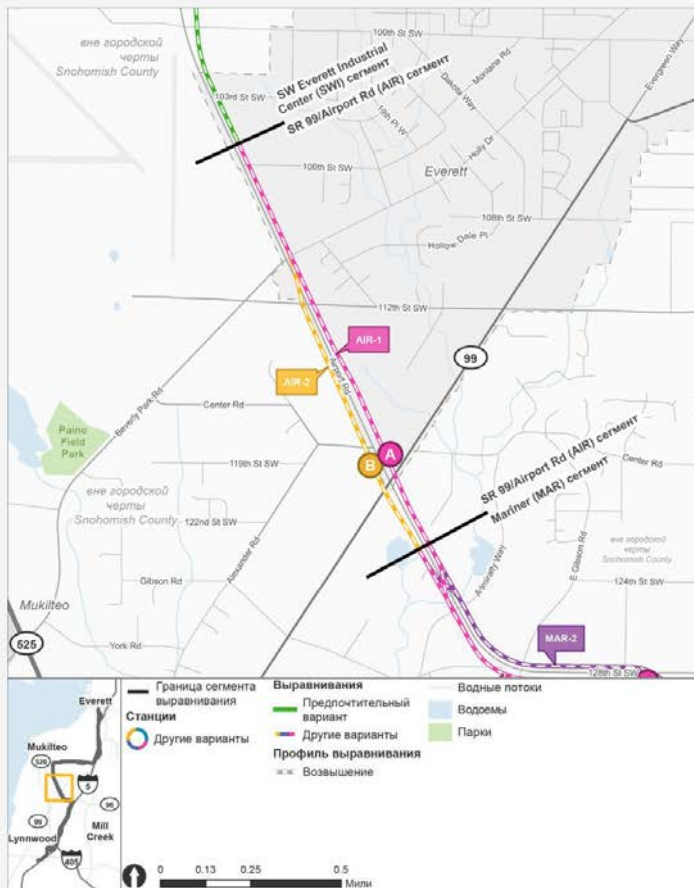 вне городской
черты
Snohomish County
100th St SW
SW Everett Industrial
Center (SWI) сегмент
SR 99/Airport Rd (AIR) сегмент
103rd St SW
19th Pl W
Dakota Way
Montana Rd
Evergreen Way
Holly Dr
Everett
106th St SW
108th St SW
Hollow Dale Pl
112th St SW
AIR-1
AIR-2
Airport Rd
99
Beverly Park Rd
Center Rd
Paine
Field
Park
A
B
SR 99/Airport Rd (AIR) сегмент
Mariner (MAR) сегмент
Center Rd
119th St SW
вне городской
черты
Snohomish County
122nd St SW
Alexander Rd
Gibson Rd
Admiralty Way
E Gibson Rd
вне городской
черты
Snohomish County
124th St SW
Mukilteo
525
York Rd
MAR-2
128th St SW
Everett
Mukilteo
526
5
96
99
Mill
Creek
Lynnwood
405
Граница сегмента
выравнивания
Станции
Другие варианты
Выравнивания
Предпочтительный
вариант
Другие варианты
Профиль выравнивания
Возвышение
Водные потоки
Водоемы
Парки
0 0.13 0.25 0.5
Мили